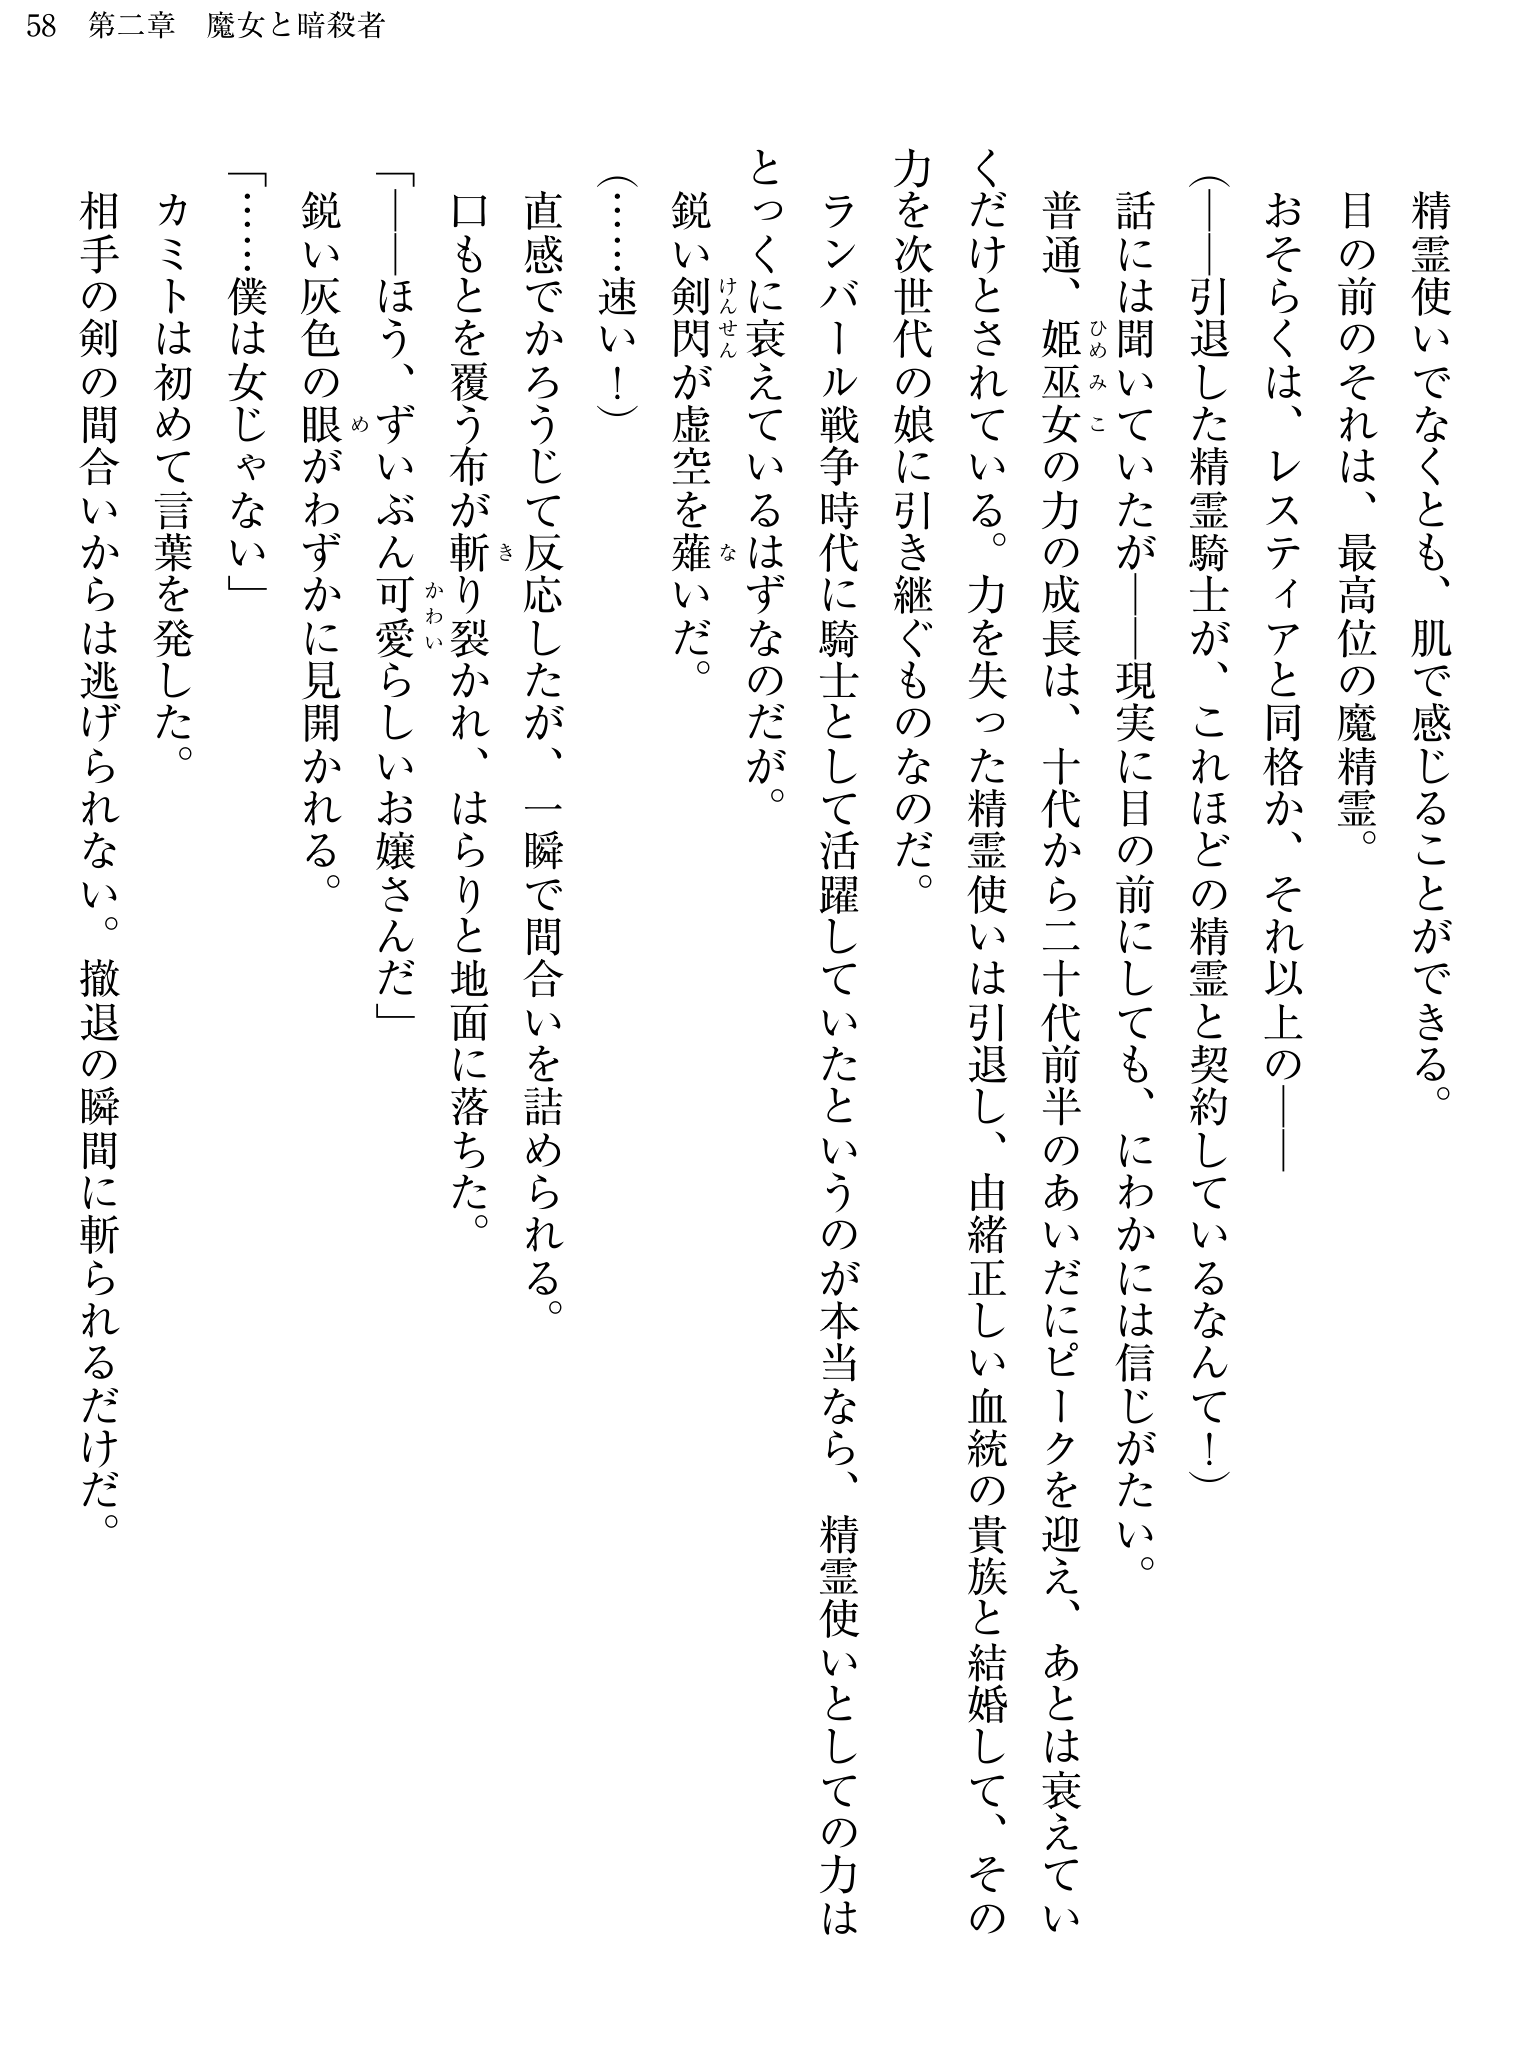 58　第二章　魔女と暗殺者
　精霊使いでなくとも、肌で感じることができる。
　目の前のそれは、最高位の魔精霊。
　おそらくは、レスティアと同格か、それ以上の――
（――引退した精霊騎士が、これほどの精霊と契約しているなんて！）
　話には聞いていたが――現実に目の前にしても、にわかには信じがたい。
　普通、姫巫女の力の成長は、十代から二十代前半のあいだにピークを迎え、あとは衰えてい
くだけとされている。力を失った精霊使いは引退し、由緒正しい血統の貴族と結婚して、その
力を次世代の娘に引き継ぐものなのだ。
　ランバール戦争時代に騎士として活躍していたというのが本当なら、精霊使いとしての力は
とっくに衰えているはずなのだが。
　鋭い剣閃が虚空を薙いだ。
（……速い！）
　直感でかろうじて反応したが、一瞬で間合いを詰められる。
　口もとを覆う布が斬り裂かれ、はらりと地面に落ちた。
「――ほう、ずいぶん可愛らしいお嬢さんだ」
　鋭い灰色の眼がわずかに見開かれる。
「……僕は女じゃない」
　カミトは初めて言葉を発した。
　相手の剣の間合いからは逃げられない。撤退の瞬間に斬られるだけだ。